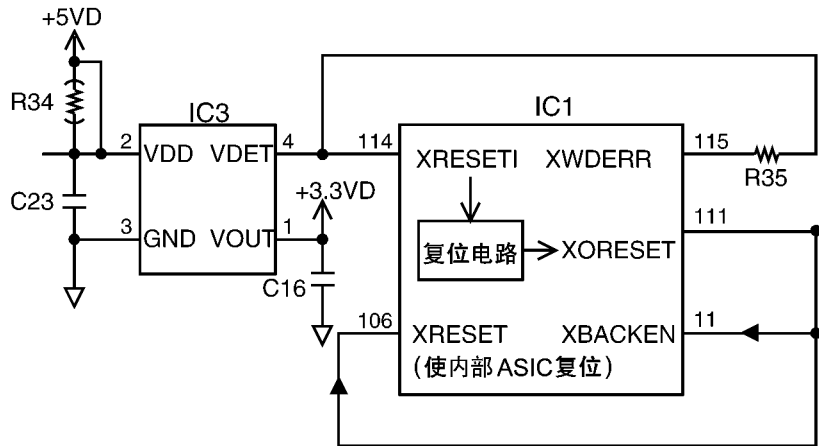 +5VD
R34
IC3
IC1
2 VDD VDET 4
114 XRESETI XWDERR 115
R35
C23
+3.3VD
3 GND VOUT 1
111
复位电路 XORESET
C16
106 XRESET XBACKEN 11
(使内部ASIC复位)